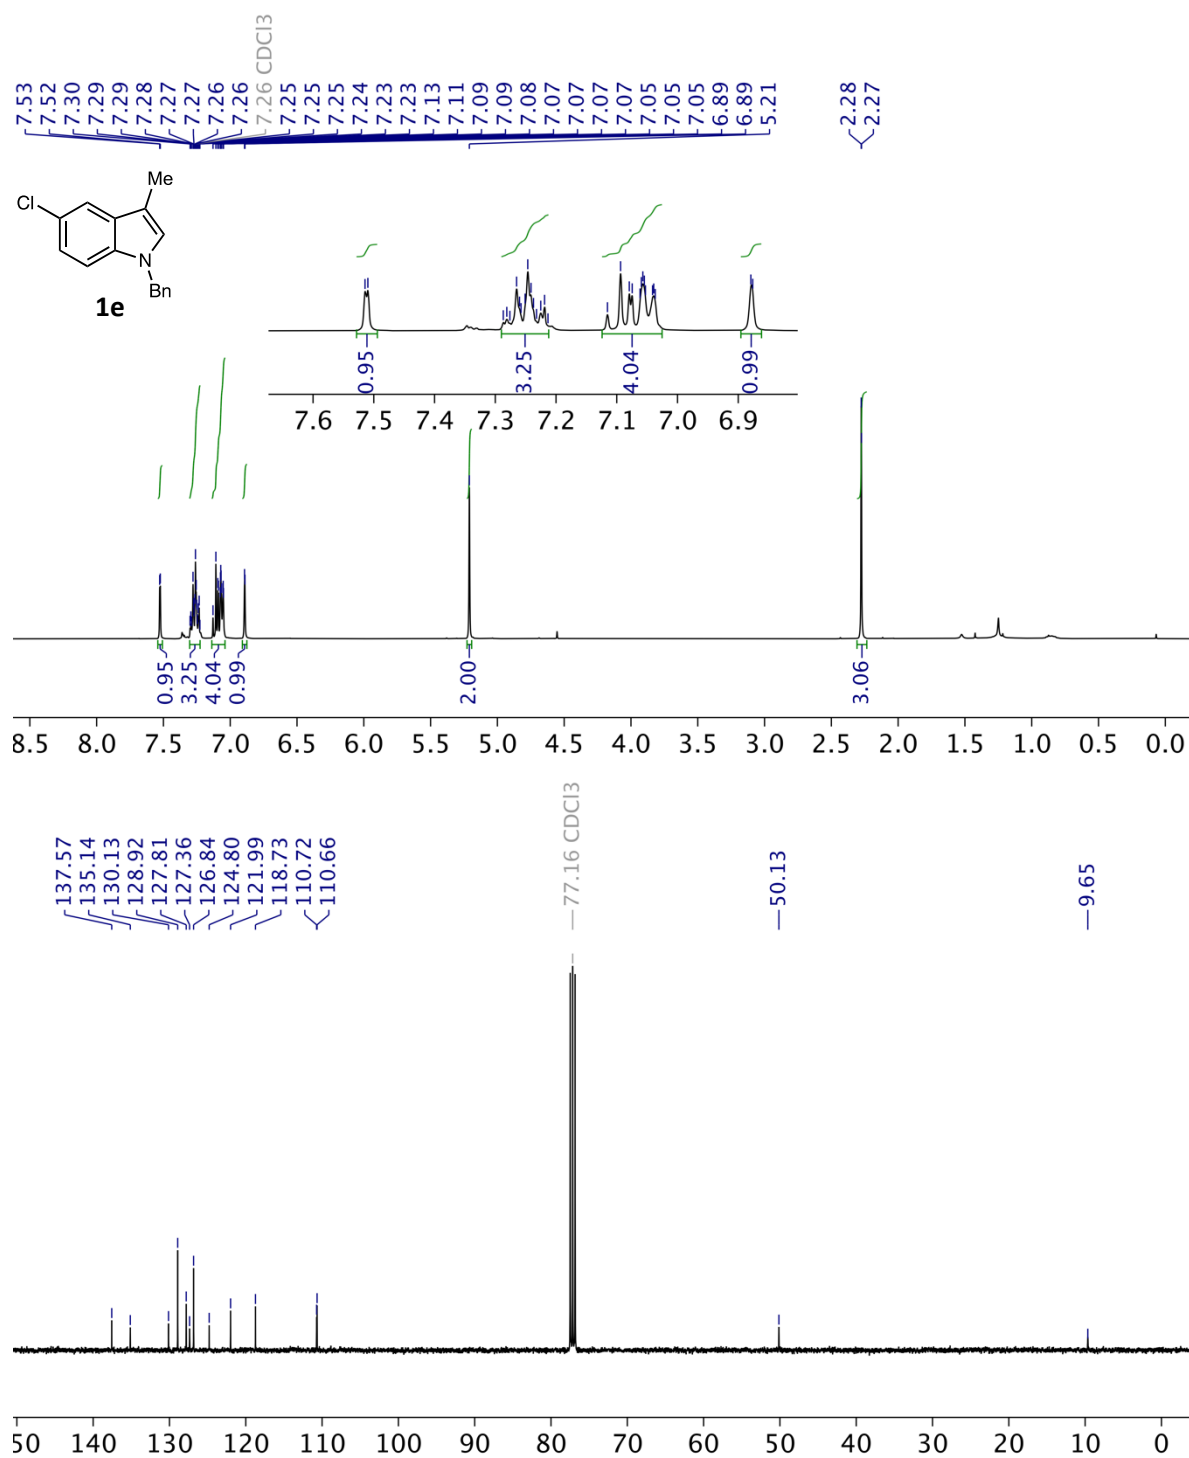 7.53 7.52 7.30 7.29 7.29 7.28 7.27 7.27 7.26 7.26 7.26 CDCl3 7.25 7.25 7.25 7.24 7.23 7.23 7.13 7.11 7.09 7.09 7.08 7.07 7.07 7.07 7.07 7.05 7.05 7.05 6.89 6.89 5.21 2.28 2.27
Me
Cl
N
Bn
1e
0.95 3.25 4.04 0.99
7.6 7.5 7.4 7.3 7.2 7.1 7.0 6.9
0.95 3.25 4.04 0.99 2.00 3.06
8.5 8.0 7.5 7.0 6.5 6.0 5.5 5.0 4.5 4.0 3.5 3.0 2.5 2.0 1.5 1.0 0.5 0.0
137.57 135.14 130.13 128.92 127.81 127.36 126.84 124.80 121.99 118.73 110.72 110.66 77.16 CDCl3 50.13 9.65
50 140 130 120 110 100 90 80 70 60 50 40 30 20 10 0